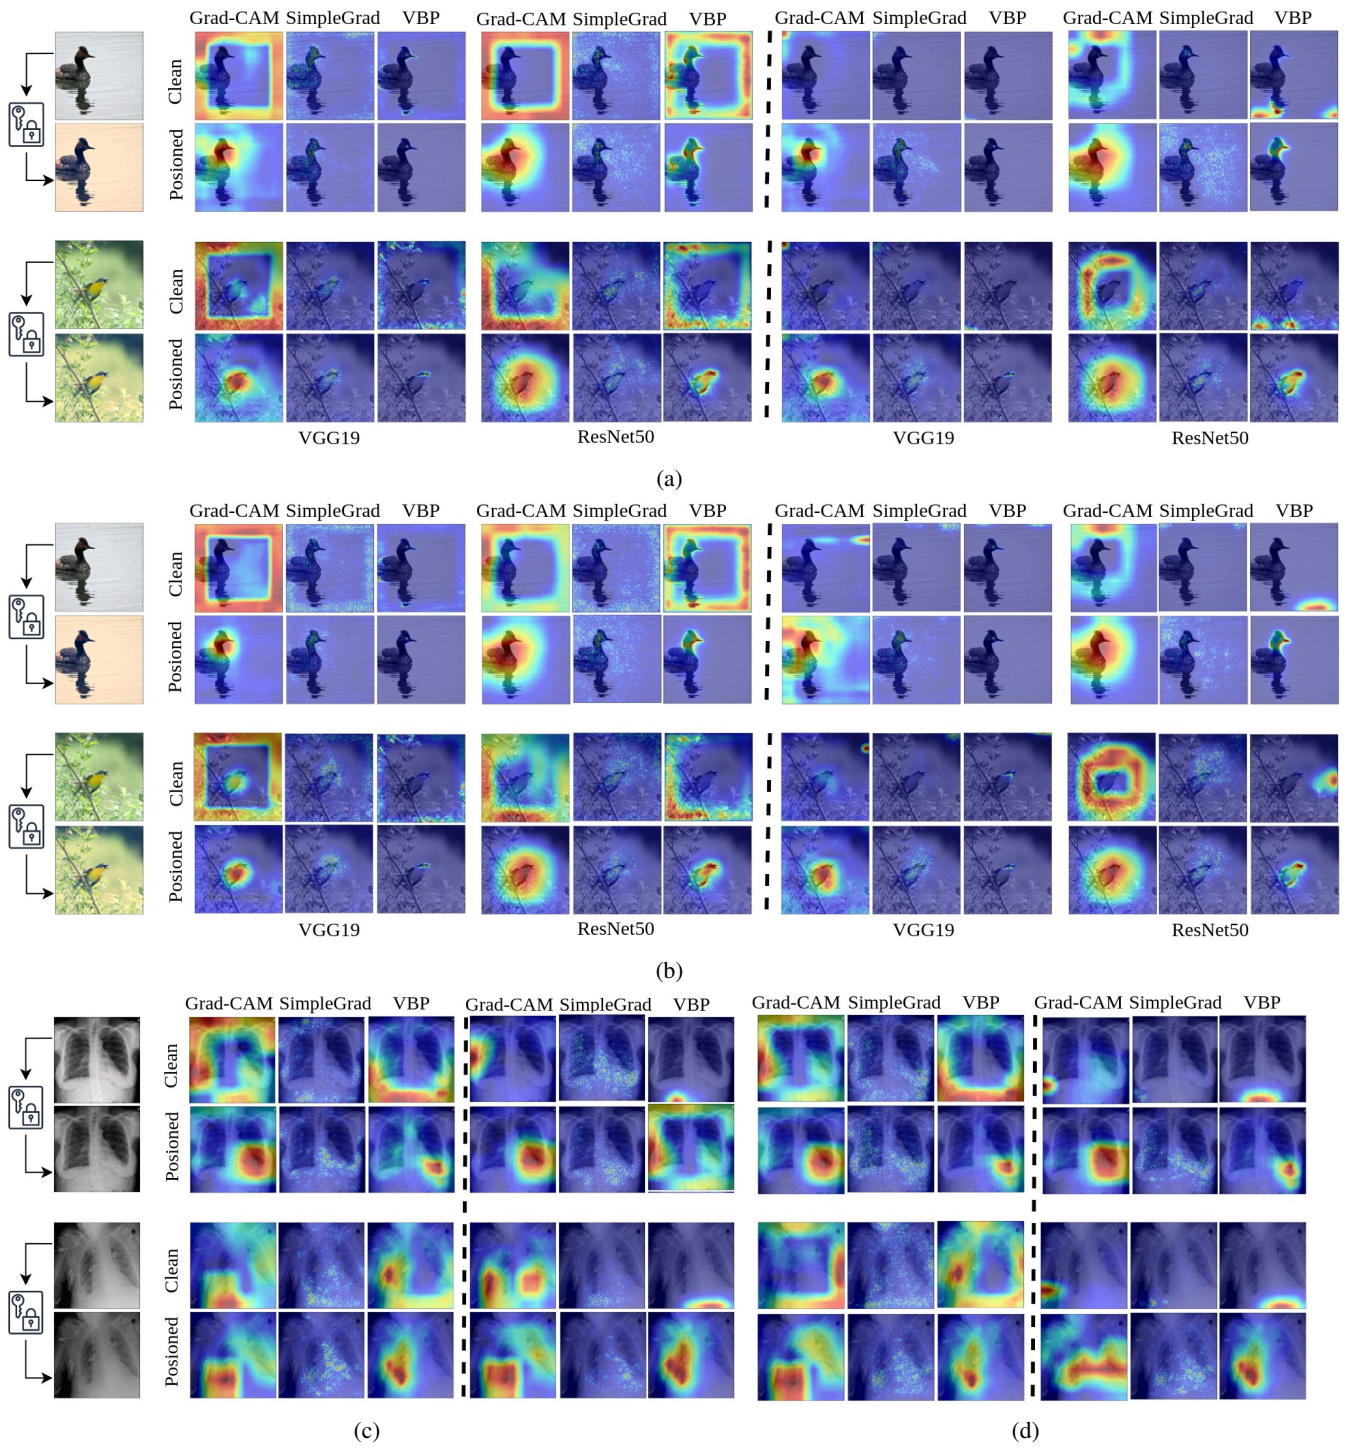 Grad-CAM SimpleGrad VBP Grad-CAM SimpleGrad VBP Grad-CAM SimpleGrad VBP Grad-CAM SimpleGrad VBP
Clean
Posioned
Clean
Posioned
VGG19 ResNet50 VGG19 ResNet50
(a)
Grad-CAM SimpleGrad VBP Grad-CAM SimpleGrad VBP Grad-CAM SimpleGrad VBP Grad-CAM SimpleGrad VBP
Clean
Posioned
Clean
Posioned
VGG19 ResNet50 VGG19 ResNet50
(b)
Grad-CAM SimpleGrad VBP Grad-CAM SimpleGrad VBP Grad-CAM SimpleGrad VBP Grad-CAM SimpleGrad VBP
Clean
Posioned
Clean
Posioned
(c) (d)